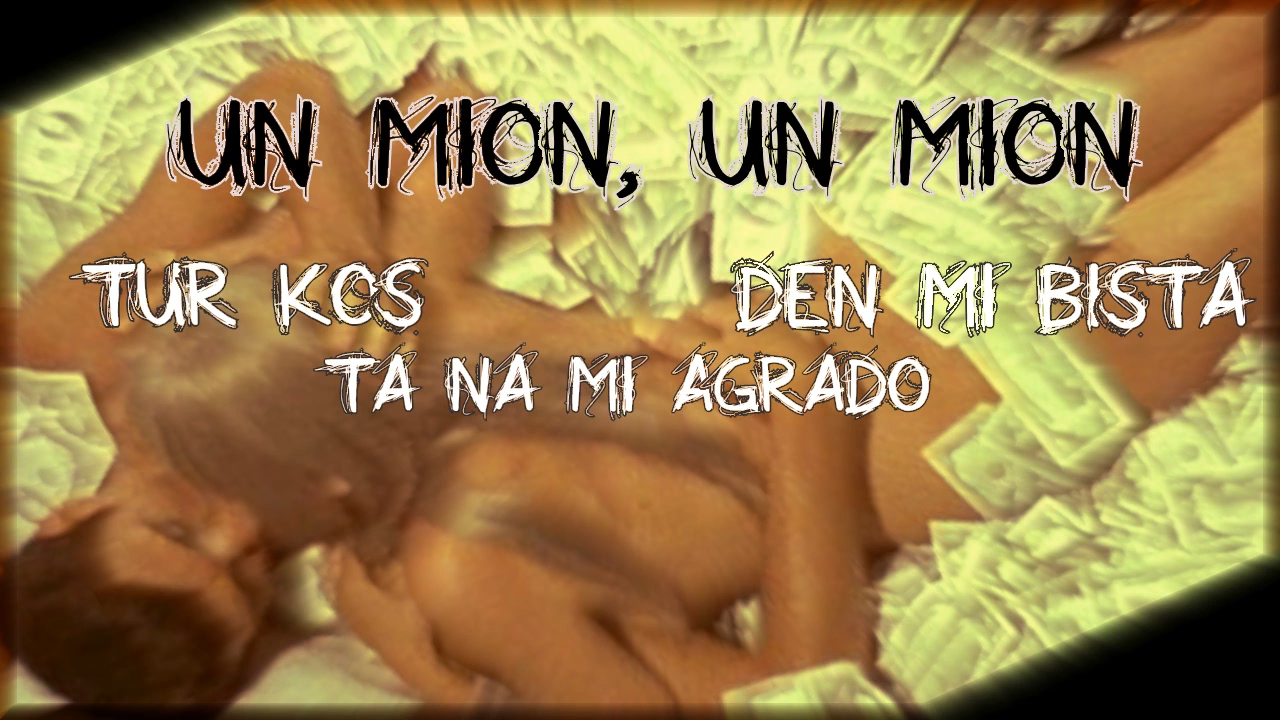 UN MION, UN MION
TUR KOS DEN MI BISTA
TA NA MI AGRADO